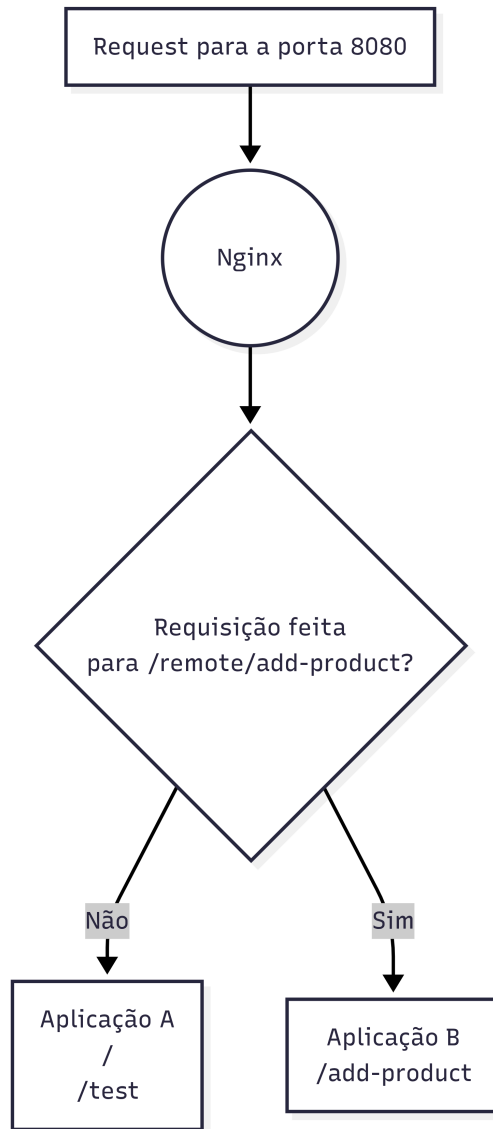 Request para a porta 8080
Nginx
Requisição feita
para /remote/add-product?
Não
Sim
Aplicação A
/
/test
Aplicação B
/add-product